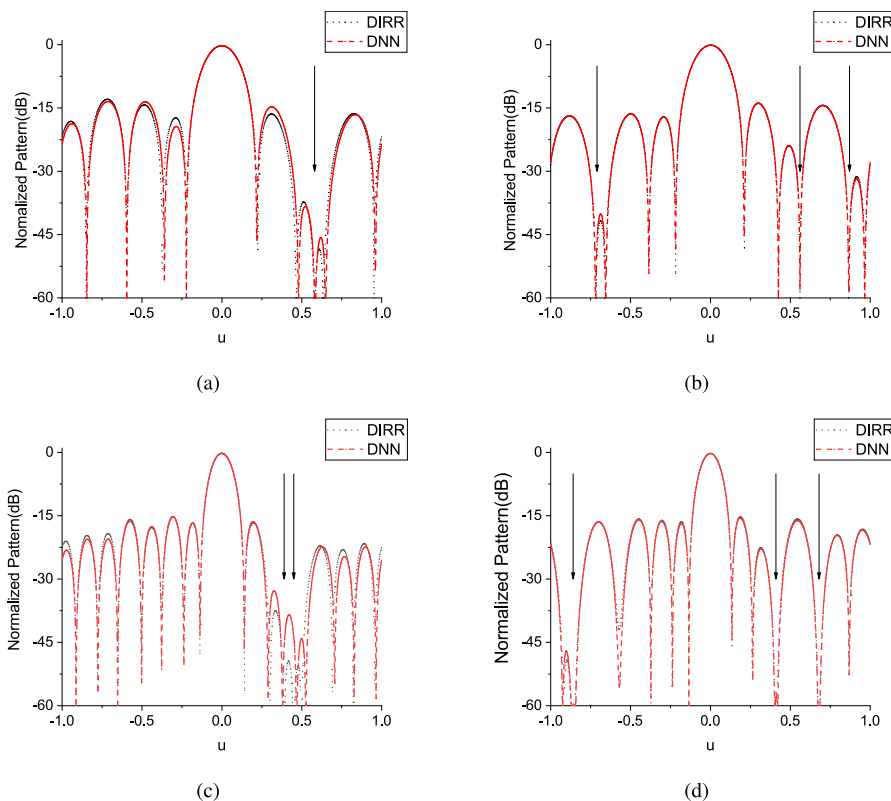 DIRR
DNN
0
-15
-30
-45
-60
Nomalized Pattern(dB)
-1.0 -0.5 0.0 0.5 1.0
u
(a)
DIRR
DNN
0
-15
-30
-45
-60
Normalized Pattern(dB)
-1.0 -0.5 0.0 0.5 1.0
u
(b)
DIRR
DNN
0
-15
-30
-45
-60
Normalized Pattern(dB)
-1.0 -0.5 0.0 0.5 1.0
u
(c)
DIRR
DNN
0
-15
-30
-45
-60
Normalized Pattern(dB)
-1.0 -0.5 0.0 0.5 1.0
u
(d)